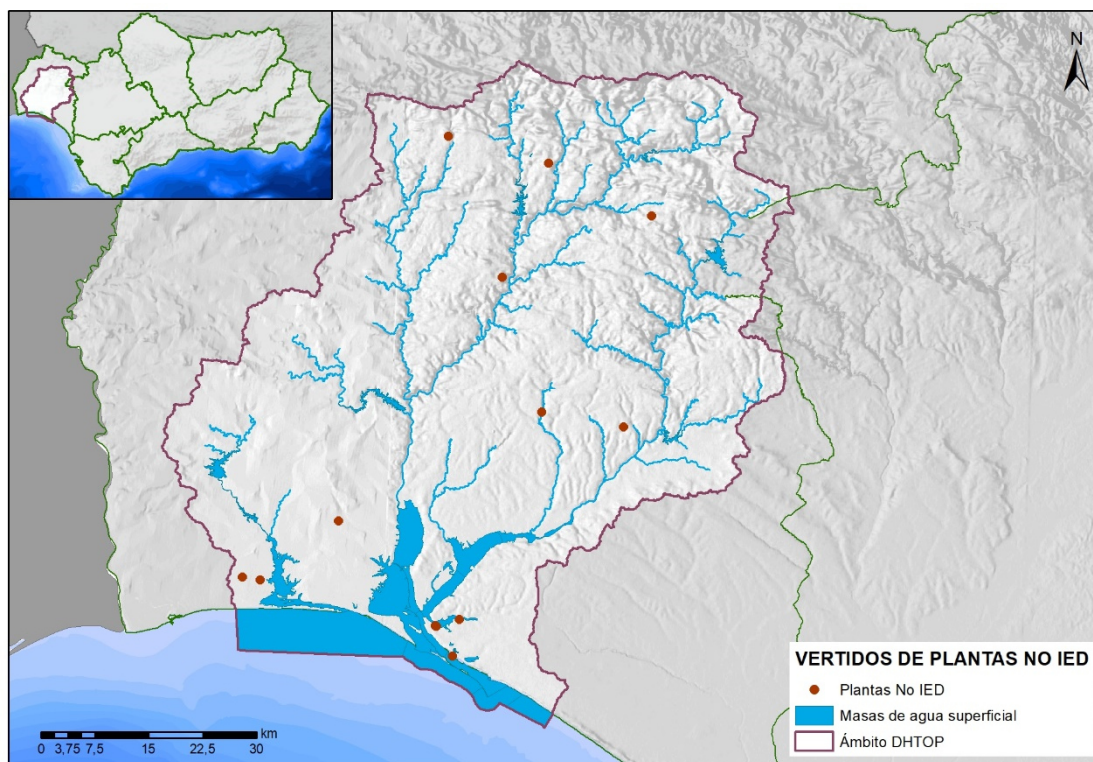 N
VERTIDOS DE PLANTAS NO IED
Plantas No IED
Masas de agua superficial
Ámbito DHTOP
km
0 3,75 7,5 15 22,5 30